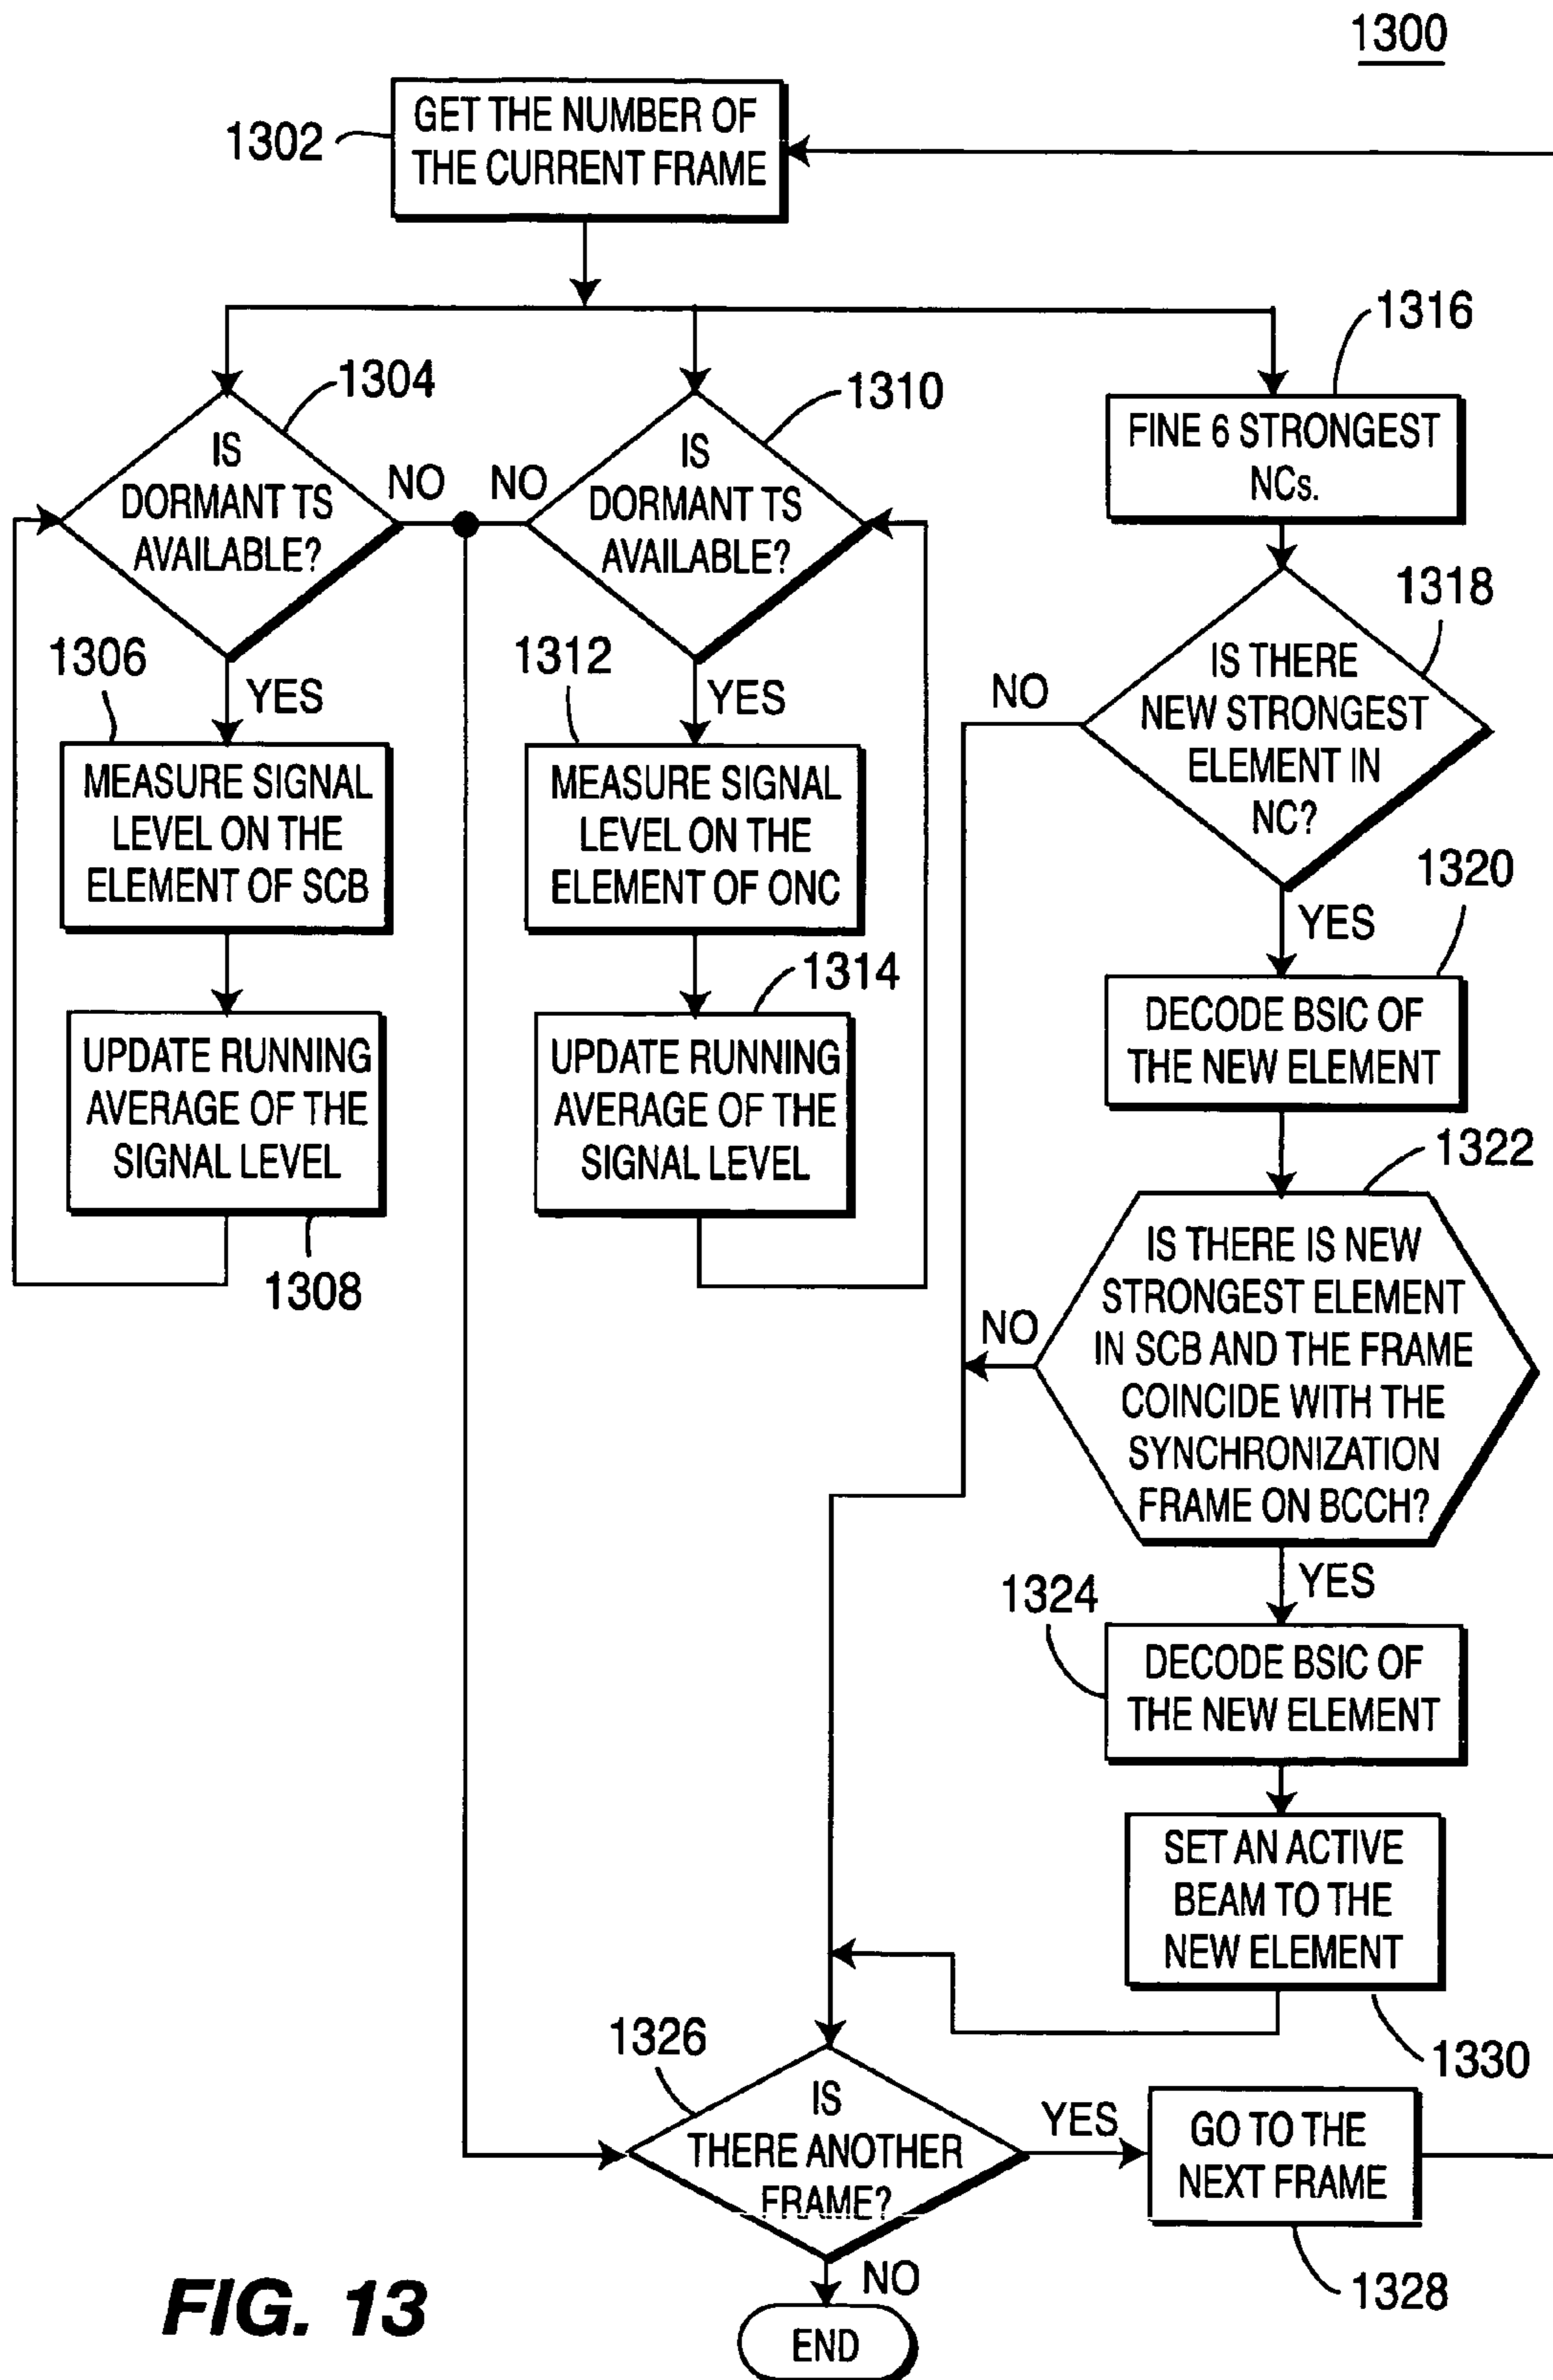 1300
GET THE NUMBER OF
THE CURRENT FRAME
1302
1304
IS
DORMANT TS
AVAILABLE?
NO
YES
1306
MEASURE SIGNAL
LEVEL ON THE
ELEMENT OF SCB
UPDATE RUNNING
AVERAGE OF THE
SIGNAL LEVEL
1308
1310
IS
DORMANT TS
AVAILABLE?
NO
YES
1312
MEASURE SIGNAL
LEVEL ON THE
ELEMENT OF ONC
1314
UPDATE RUNNING
AVERAGE OF THE
SIGNAL LEVEL
1316
FINE 6 STRONGEST
NCs.
1318
IS THERE
NEW STRONGEST
ELEMENT IN
NC?
NO
YES
1320
DECODE BSIC OF
THE NEW ELEMENT
1322
IS THERE IS NEW
STRONGEST ELEMENT
IN SCB AND THE FRAME
COINCIDE WITH THE
SYNCHRONIZATION
FRAME ON BCCH?
NO
YES
1324
DECODE BSIC OF
THE NEW ELEMENT
SET AN ACTIVE
BEAM TO THE
NEW ELEMENT
1330
1326
IS
THERE ANOTHER
FRAME?
YES
GO TO THE
NEXT FRAME
1328
NO
END
FIG. 13